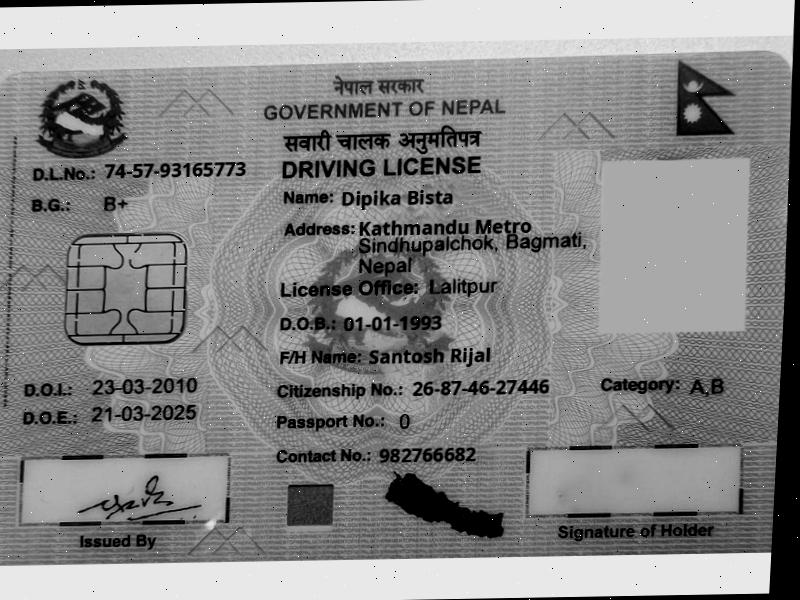 नेपाल सरकार
GOVERNMENT OF NEPAL
सवारी चालक अनुमतिपत्र
DRIVING LICENSE
D.L.No.: 74-57-93165773
B.G.: B+
Name: Dipika Bista
Address: Kathmandu Metro
Sindhupalchok, Bagmati,
Nepal
License Office: Lalitpur
D.O.B.: 01-01-1993
F/H Name: Santosh Rijal
D.O.I.: 23-03-2010
Citizenship No.: 26-87-46-27446
Category: A,B
D.O.E.: 21-03-2025
Passport No.: 0
Contact No.: 982766682
Issued By
Signature of Holder